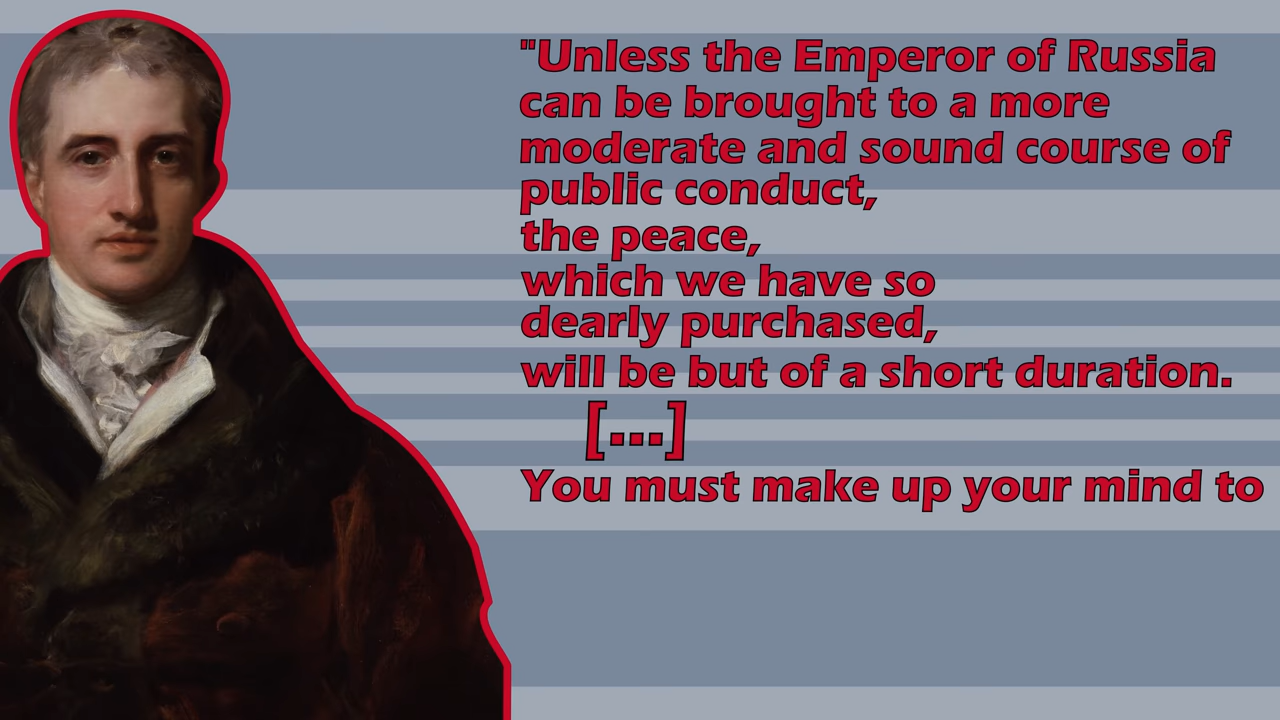 "Unless the Emperor of Russia
can be brought to a more
moderate and sound course of
public conduct,
the peace,
which we have so
dearly purchased,
will be but of a short duration.
[...]
You must make up your mind to